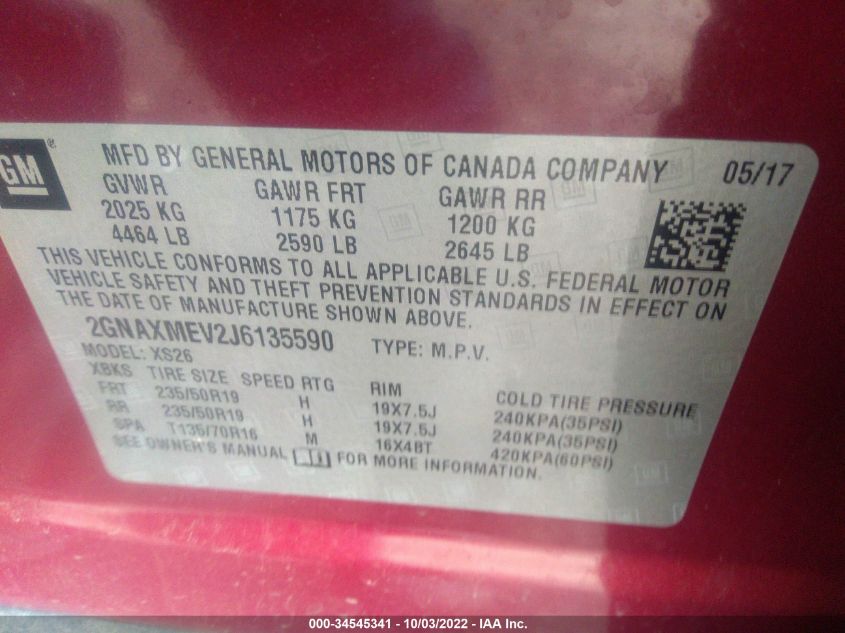 GM
®
MFD BY GENERAL MOTORS OF CANADA COMPANY 05/17
GVWR GAWR FRT GAWR RR
2025 KG 1175 KG 1200 KG
4464 LB 2590 LB 2645 LB
THIS VEHICLE CONFORMS TO ALL APPLICABLE U.S. FEDERAL MOTOR
VEHICLE SAFETY AND THEFT PREVENTION STANDARDS IN EFFECT ON
THE DATE OF MANUFACTURE SHOWN ABOVE.
2GNAXMEV2J6135590 TYPE: M.P.V.
MODEL: XS26
XBKS TIRE SIZE SPEED RTG RIM COLD TIRE PRESSURE
FRT 235/50R19 H 19X7.5J 240KPA(35PSI)
RR 235/50R19 H 19X7.5J 240KPA(35PSI)
SPA T135/70R16 M 16X4BT 420KPA(60PSI)
SEE OWNER'S MANUAL FOR MORE INFORMATION.
000-34545341 - 10/03/2022 - IAA Inc.